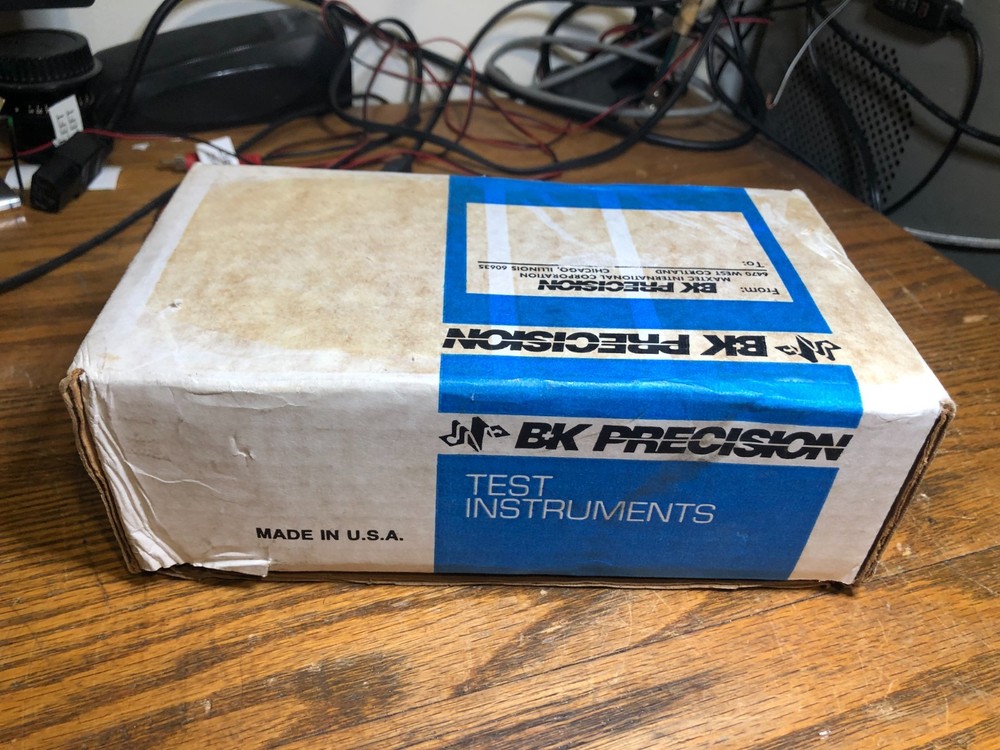 From:
BK PRECISION
MAXTEC INTERNATIONAL CORPORATION
6470 WEST CORTLAND
CHICAGO, ILLINOIS 60635
To:
BK PRECISION
BK PRECISION
TEST
INSTRUMENTS
MADE IN U.S.A.